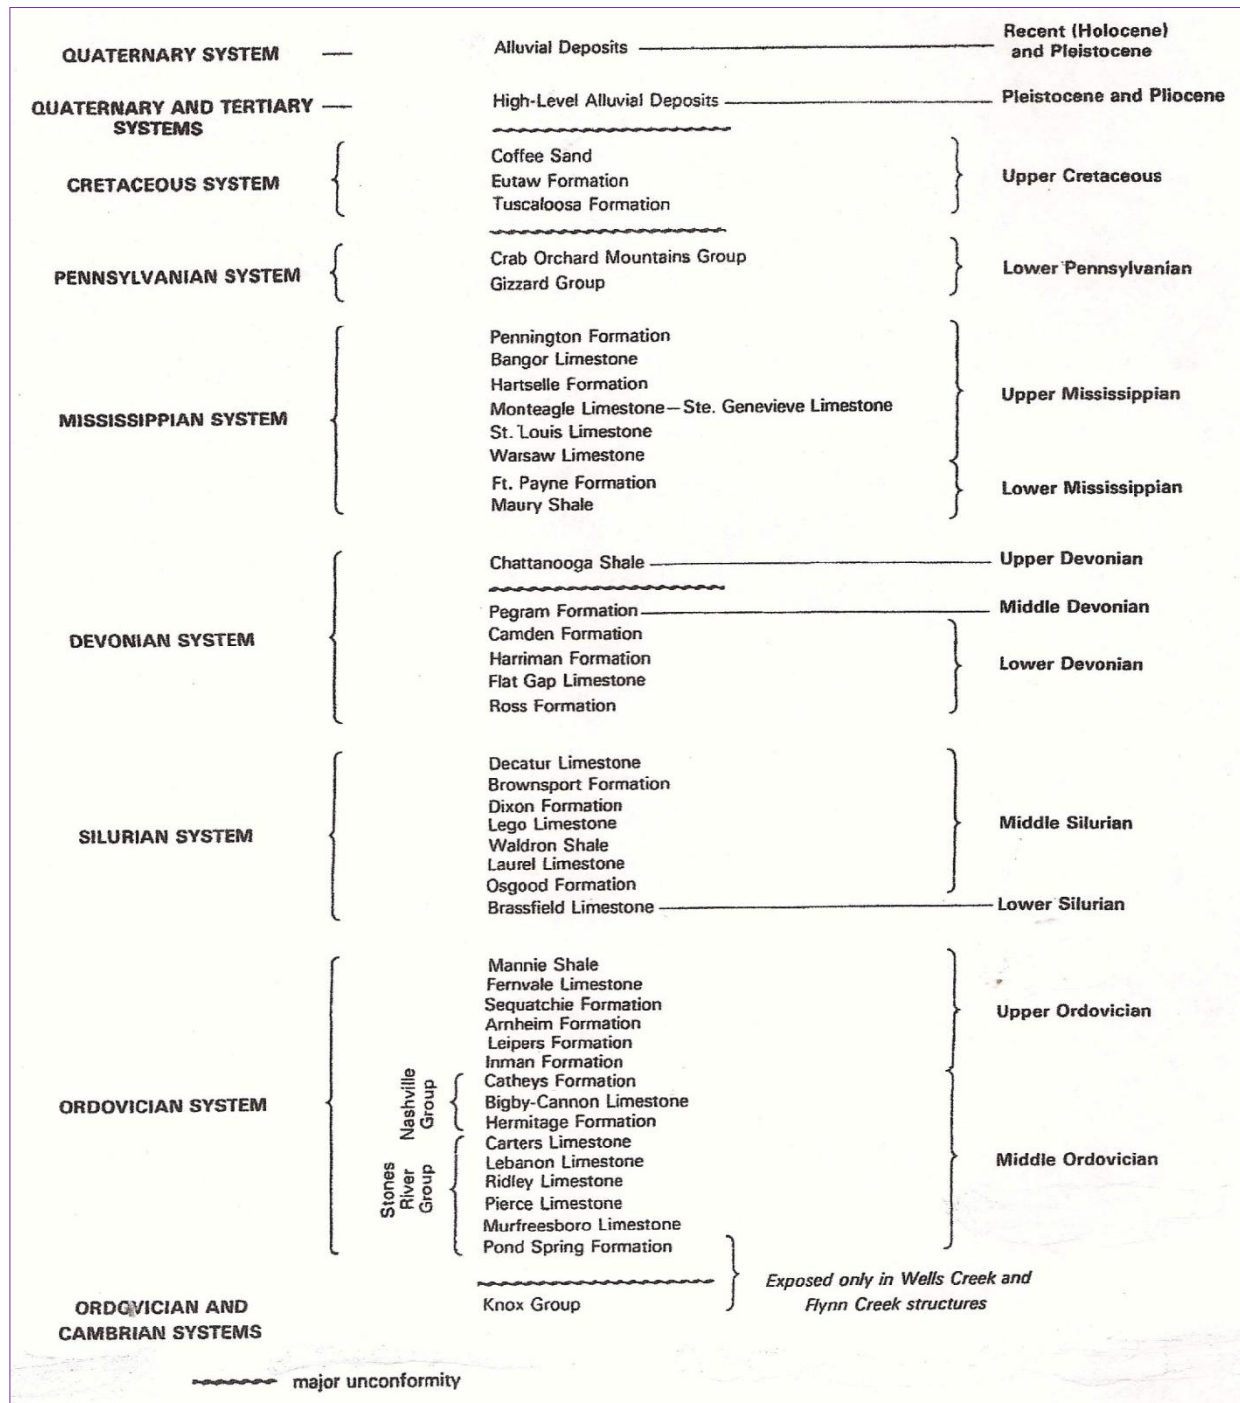 QUATERNARY SYSTEM
Alluvial Deposits
Recent (Holocene)
and Pleistocene
QUATERNARY AND TERTIARY
SYSTEMS
High-Level Alluvial Deposits
Pleistocene and Pliocene
CRETACEOUS SYSTEM
Coffee Sand
Eutaw Formation
Tuscaloosa Formation
Upper Cretaceous
PENNSYLVANIAN SYSTEM
Crab Orchard Mountains Group
Gizzard Group
Lower Pennsylvanian
MISSISSIPPIAN SYSTEM
Pennington Formation
Bangor Limestone
Hartselle Formation
Monteagle Limestone—Ste. Genevieve Limestone
St. Louis Limestone
Warsaw Limestone
Upper Mississippian
Ft. Payne Formation
Maury Shale
Lower Mississippian
DEVONIAN SYSTEM
Chattanooga Shale
Upper Devonian
Pegram Formation
Middle Devonian
Camden Formation
Harriman Formation
Flat Gap Limestone
Ross Formation
Lower Devonian
SILURIAN SYSTEM
Decatur Limestone
Brownsport Formation
Dixon Formation
Lego Limestone
Waldron Shale
Laurel Limestone
Osgood Formation
Middle Silurian
Brassfield Limestone
Lower Silurian
ORDOVICIAN SYSTEM
Mannie Shale
Fernvale Limestone
Sequatchie Formation
Arnheim Formation
Leipers Formation
Inman Formation
Upper Ordovician
Nashville
Group
Catheys Formation
Bigby-Cannon Limestone
Hermitage Formation
Stones
River
Group
Carters Limestone
Lebanon Limestone
Ridley Limestone
Pierce Limestone
Murfreesboro Limestone
Pond Spring Formation
Middle Ordovician
ORDOVICIAN AND
CAMBRIAN SYSTEMS
Knox Group
Exposed only in Wells Creek and
Flynn Creek structures
major unconformity